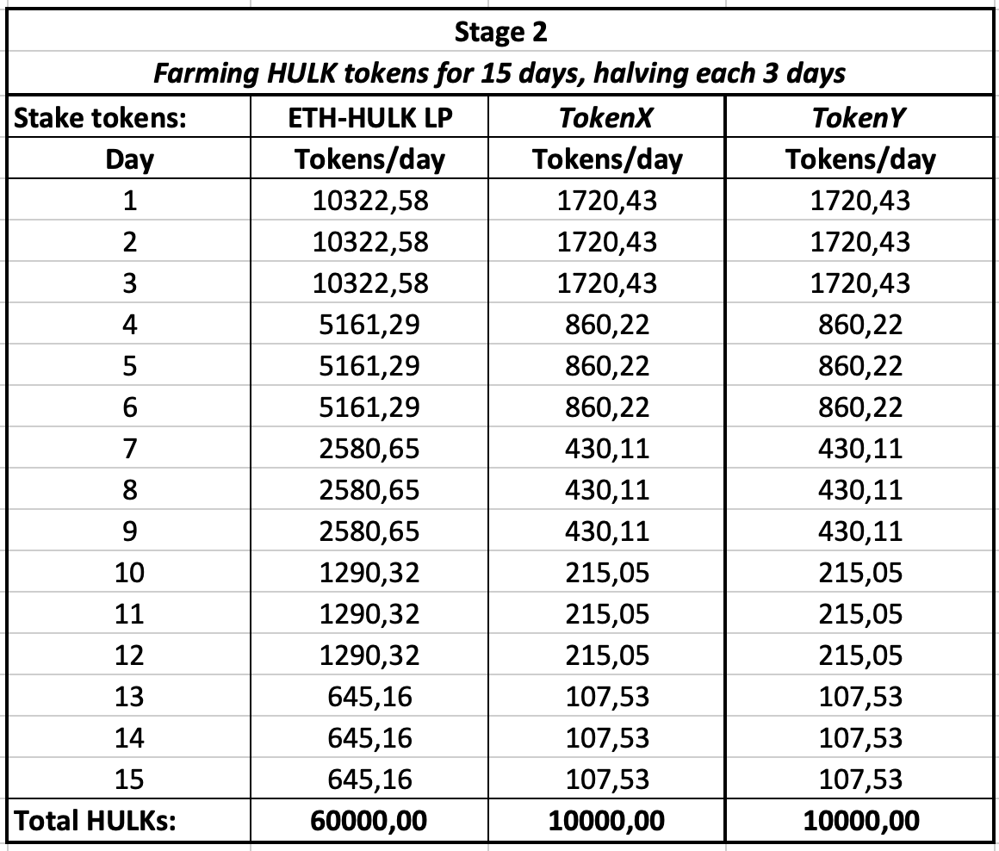 Stage 2
Farming HULK tokens for 15 days, halving each 3 days
Stake tokens: ETH-HULK LP TokenX TokenY
Day Tokens/day Tokens/day Tokens/day
1 10322,58 1720,43 1720,43
2 10322,58 1720,43 1720,43
3 10322,58 1720,43 1720,43
4 5161,29 860,22 860,22
5 5161,29 860,22 860,22
6 5161,29 860,22 860,22
7 2580,65 430,11 430,11
8 2580,65 430,11 430,11
9 2580,65 430,11 430,11
10 1290,32 215,05 215,05
11 1290,32 215,05 215,05
12 1290,32 215,05 215,05
13 645,16 107,53 107,53
14 645,16 107,53 107,53
15 645,16 107,53 107,53
Total HULKs: 60000,00 10000,00 10000,00